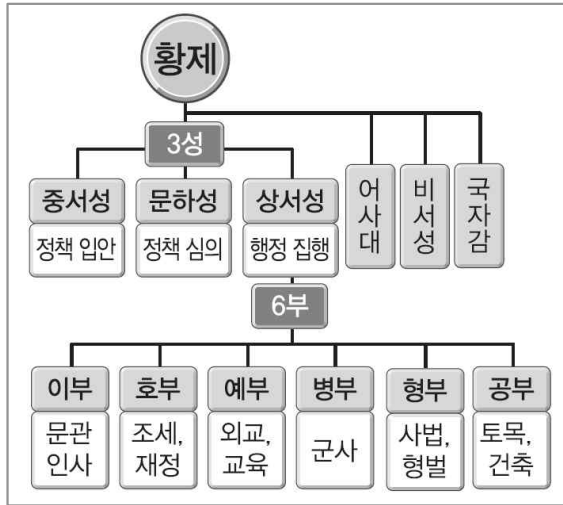 황제
3성
중서성
정책 입안
문하성
정책 심의
상서성
행정 집행
어사대
비서성
국자감
6부
이부
문관
인사
호부
조세,
재정
예부
외교,
교육
병부
군사
형부
사법,
형벌
공부
토목,
건축